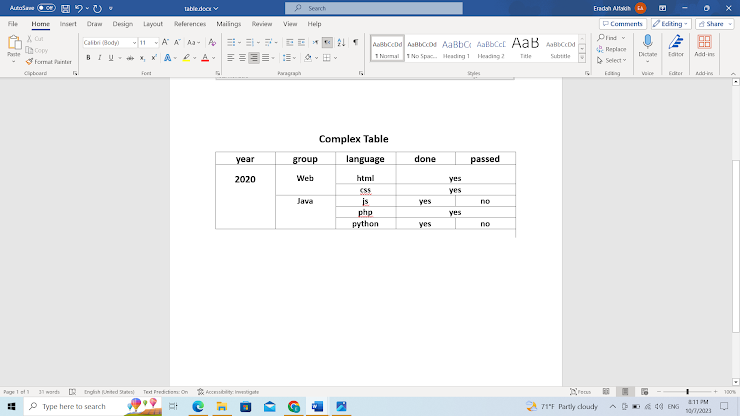 AutoSave Off table.docx Search Eradah Alfakih EA
File Home Insert Draw Design Layout References Mailings Review View Help Comments Editing Share
Paste Cut Copy Format Painter
Calibri (Body) 11
AaBbCcDd AaBbCcDd AaBbCc AaBbCcC AaB AaBbCcDd
1 Normal 1 No Spac... Heading 1 Heading 2 Title Subtitle
Find Replace Select
Dictate Editor Add-ins
Clipboard Font Paragraph Styles Editing Voice Editor Add-ins
Complex Table
year group language done passed
2020 Web html yes
css yes
Java js yes no
php yes
python yes no
Page 1 of 1 31 words English (United States) Text Predictions: On Accessibility: Investigate Focus 100%
Type here to search 71°F Partly cloudy ENG 8:11 PM
10/7/2023